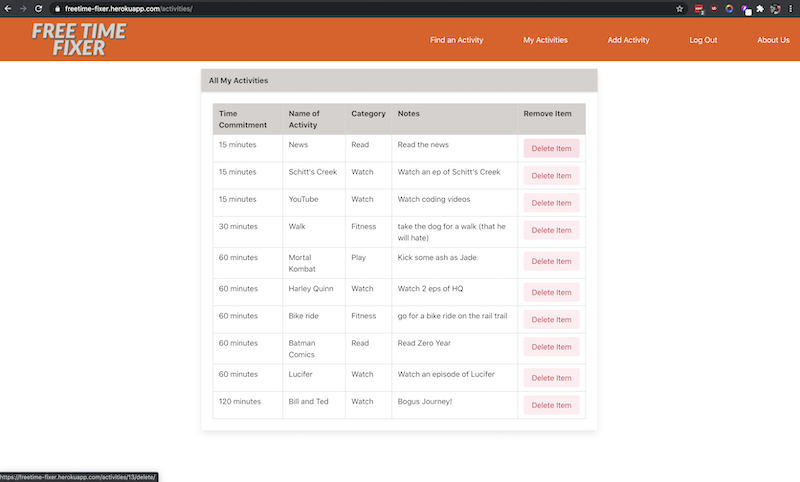 freetime-fixer.herokuapp.com/activities/
FREE TIME
FIXER
Find an Activity
My Activities
Add Activity
Log Out
About Us
All My Activities
Time Commitment Name of Activity Category Notes Remove Item
15 minutes News Read Read the news Delete Item
15 minutes Schitt's Creek Watch Watch an ep of Schitt's Creek Delete Item
15 minutes YouTube Watch Watch coding videos Delete Item
30 minutes Walk Fitness take the dog for a walk (that he will hate) Delete Item
60 minutes Mortal Kombat Play Kick some ash as Jade Delete Item
60 minutes Harley Quinn Watch Watch 2 eps of HQ Delete Item
60 minutes Bike ride Fitness go for a bike ride on the rail trail Delete Item
60 minutes Batman Comics Read Read Zero Year Delete Item
60 minutes Lucifer Watch Watch an episode of Lucifer Delete Item
120 minutes Bill and Ted Watch Bogus Journey! Delete Item
https://freetime-fixer.herokuapp.com/activities/13/delete/